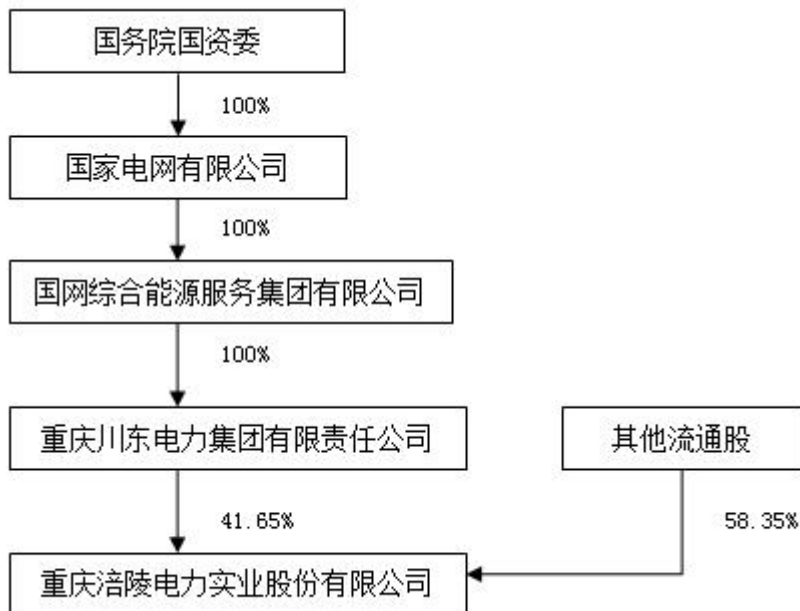 国务院国资委
100%
国家电网有限公司
100%
国网综合能源服务集团有限公司
100%
重庆川东电力集团有限责任公司
其他流通股
41.65%
58.35%
重庆涪陵电力实业股份有限公司